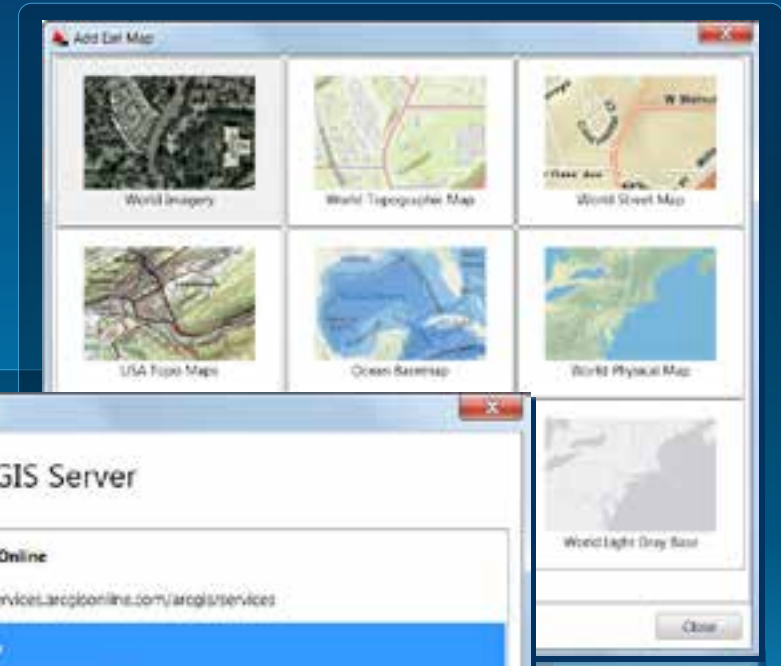 Add Esri Map
World Imagery
World Topographic Map
World Street Map
USA Topo Maps
Ocean Basemap
World Physical Map
World Light Gray Base
Close
GIS Server
Online
rvices.arcgisonline.com/arcgis/services